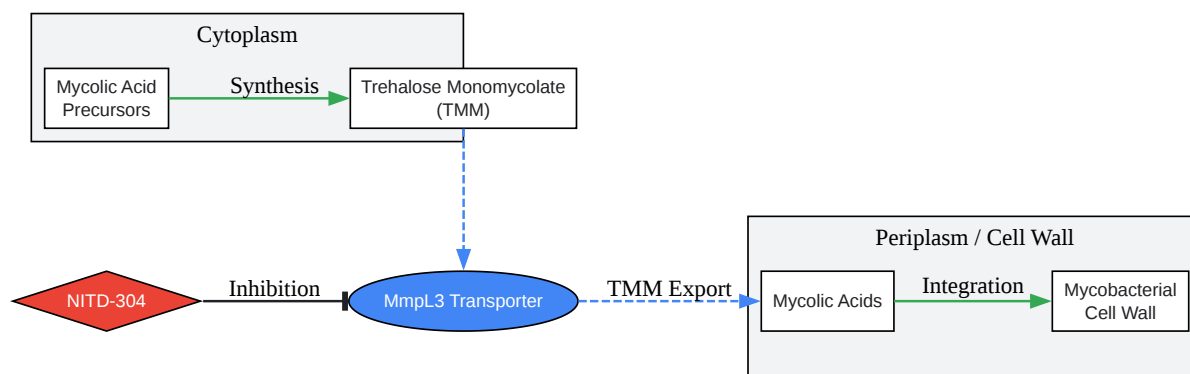 Cytoplasm
Mycolic Acid
Precursors
Synthesis
Trehalose Monomycolate
(TMM)
NITD-304
Inhibition
MmpL3 Transporter
TMM Export
Periplasm / Cell Wall
Mycolic Acids
Integration
Mycobacterial
Cell Wall